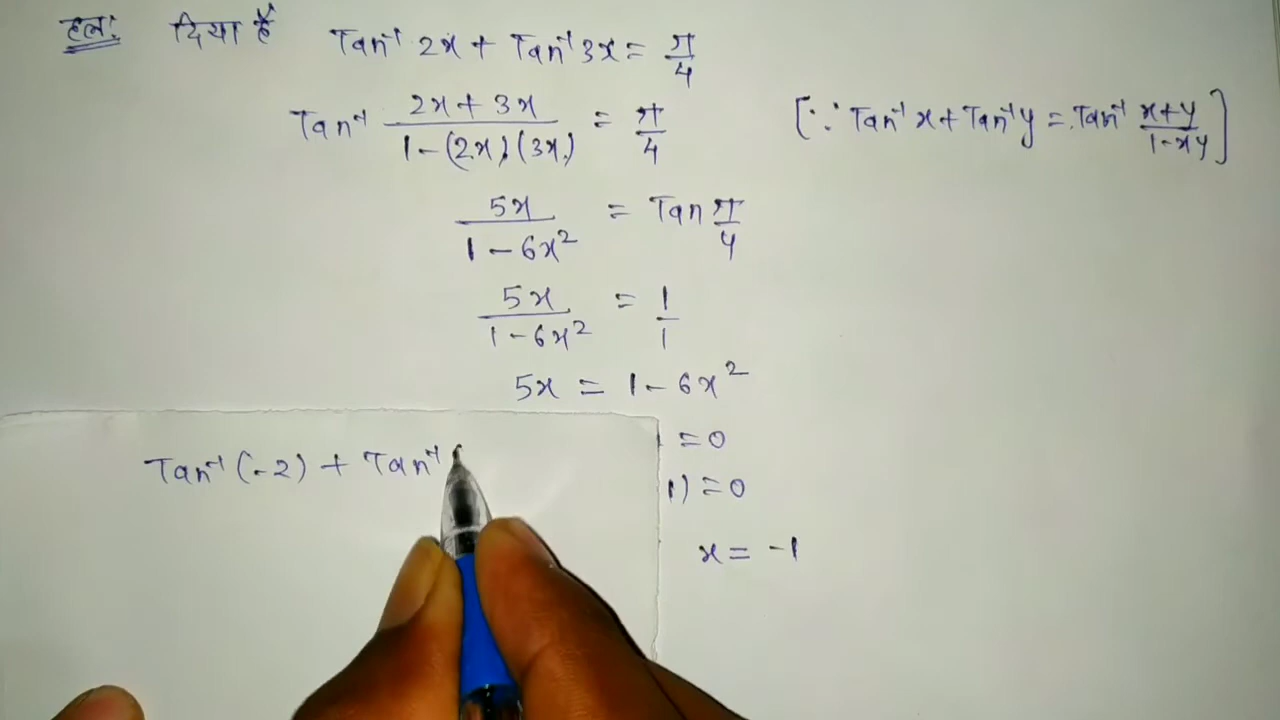 हल: दिया है Tan⁻¹ 2x + Tan⁻¹ 3x = π/4
Tan⁻¹ (2x + 3x)/(1 - (2x)(3x)) = π/4 [∵ Tan⁻¹ x + Tan⁻¹ y = Tan⁻¹ (x+y)/(1-xy)]
5x/(1 - 6x²) = Tan π/4
5x/(1 - 6x²) = 1/1
5x = 1 - 6x²
= 0
1) = 0
x = -1
Tan⁻¹ (-2) + Tan⁻¹ (